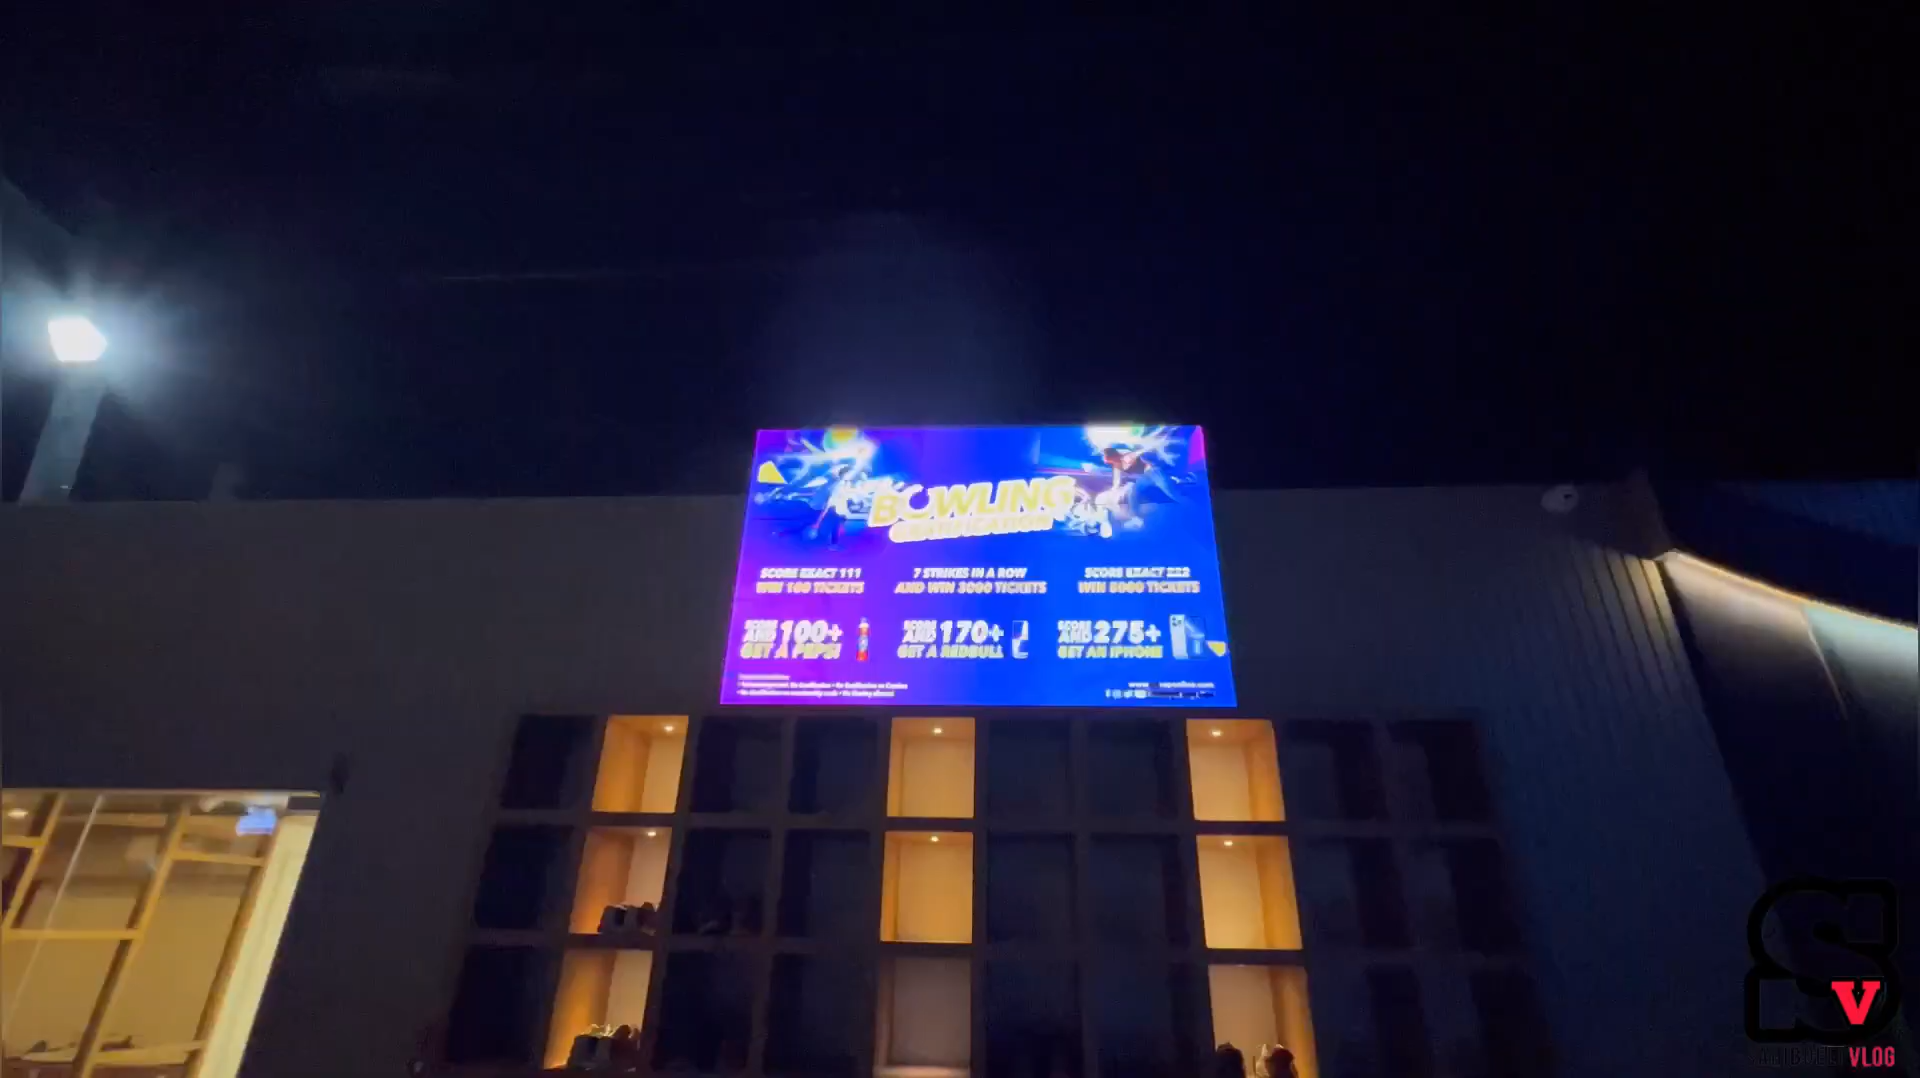 BOWLING
GRATIFICATION
SCORE EXACT 111
WIN 100 TICKETS
7 STRIKES IN A ROW
AND WIN 3000 TICKETS
SCORE EXACT 222
WIN 5000 TICKETS
SCORE
AND 100+
GET A PEPSI
SCORE
AND 170+
GET A REDBULL
SCORE
AND 275+
GET AN IPHONE
SV
VLOG